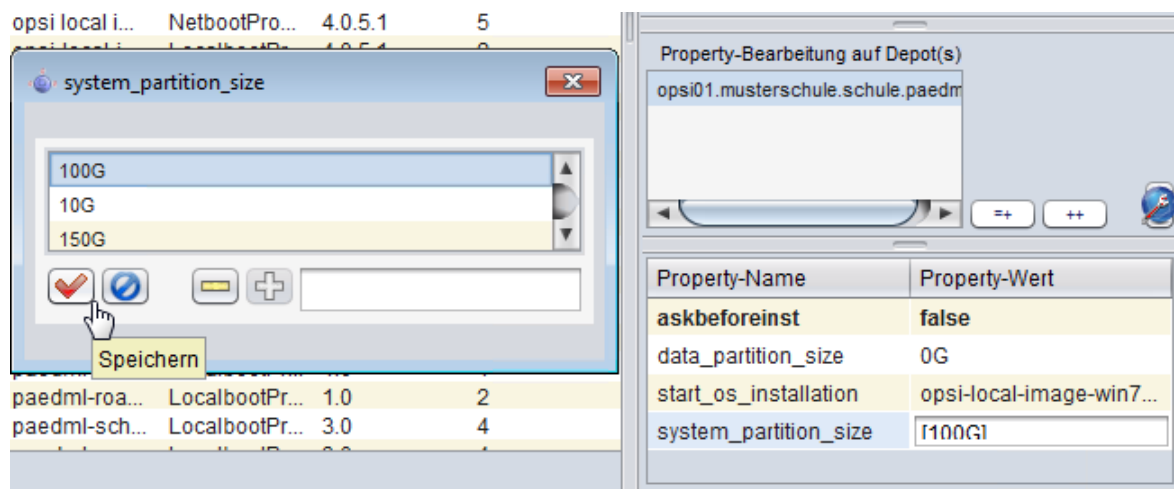 opsi local i... NetbootPro... 4.0.5.1 5
system_partition_size
100G
10G
150G
Speichern
paedml-roa... LocalbootPr... 1.0 2
paedml-sch... LocalbootPr... 3.0 4
Property-Bearbeitung auf Depot(s)
opsi01.musterschule.schule.paedm
=+ ++
Property-Name Property-Wert
askbeforeinst false
data_partition_size 0G
start_os_installation opsi-local-image-win7...
system_partition_size [100G]